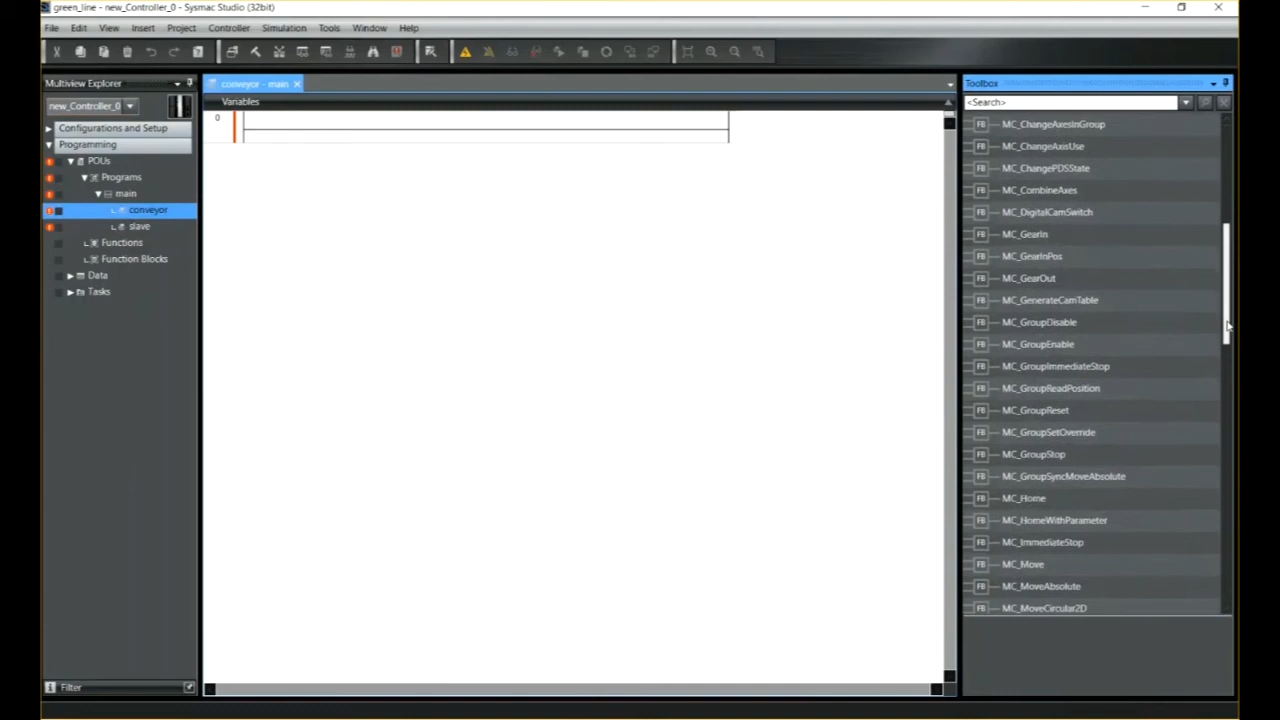 green_line - new_Controller_0 - Sysmac Studio (32bit)
File Edit View Insert Project Controller Simulation Tools Window Help
Multiview Explorer
new_Controller_0
Configurations and Setup
Programming
POUs
Programs
main
conveyor
slave
Functions
Function Blocks
Data
Tasks
Filter
conveyor - main
Variables
0
Toolbox
<Search>
FB MC_ChangeAxesInGroup
FB MC_ChangeAxisUse
FB MC_ChangePDSState
FB MC_CombineAxes
FB MC_DigitalCamSwitch
FB MC_GearIn
FB MC_GearInPos
FB MC_GearOut
FB MC_GenerateCamTable
FB MC_GroupDisable
FB MC_GroupEnable
FB MC_GroupImmediateStop
FB MC_GroupReadPosition
FB MC_GroupReset
FB MC_GroupSetOverride
FB MC_GroupStop
FB MC_GroupSyncMoveAbsolute
FB MC_Home
FB MC_HomeWithParameter
FB MC_ImmediateStop
FB MC_Move
FB MC_MoveAbsolute
FB MC_MoveCircular2D